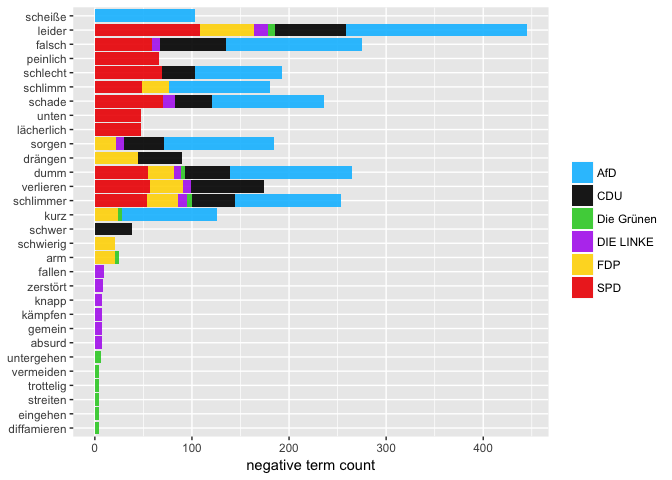 scheiße
leider
falsch
peinlich
schlecht
schlimm
schade
unten
lächerlich
sorgen
drängen
dumm
verlieren
schlimmer
kurz
schwer
schwierig
arm
fallen
zerstört
knapp
kämpfen
gemein
absurd
untergehen
vermeiden
trottelig
streiten
eingehen
diffamieren
0 100 200 300 400
negative term count
AfD
CDU
Die Grünen
DIE LINKE
FDP
SPD